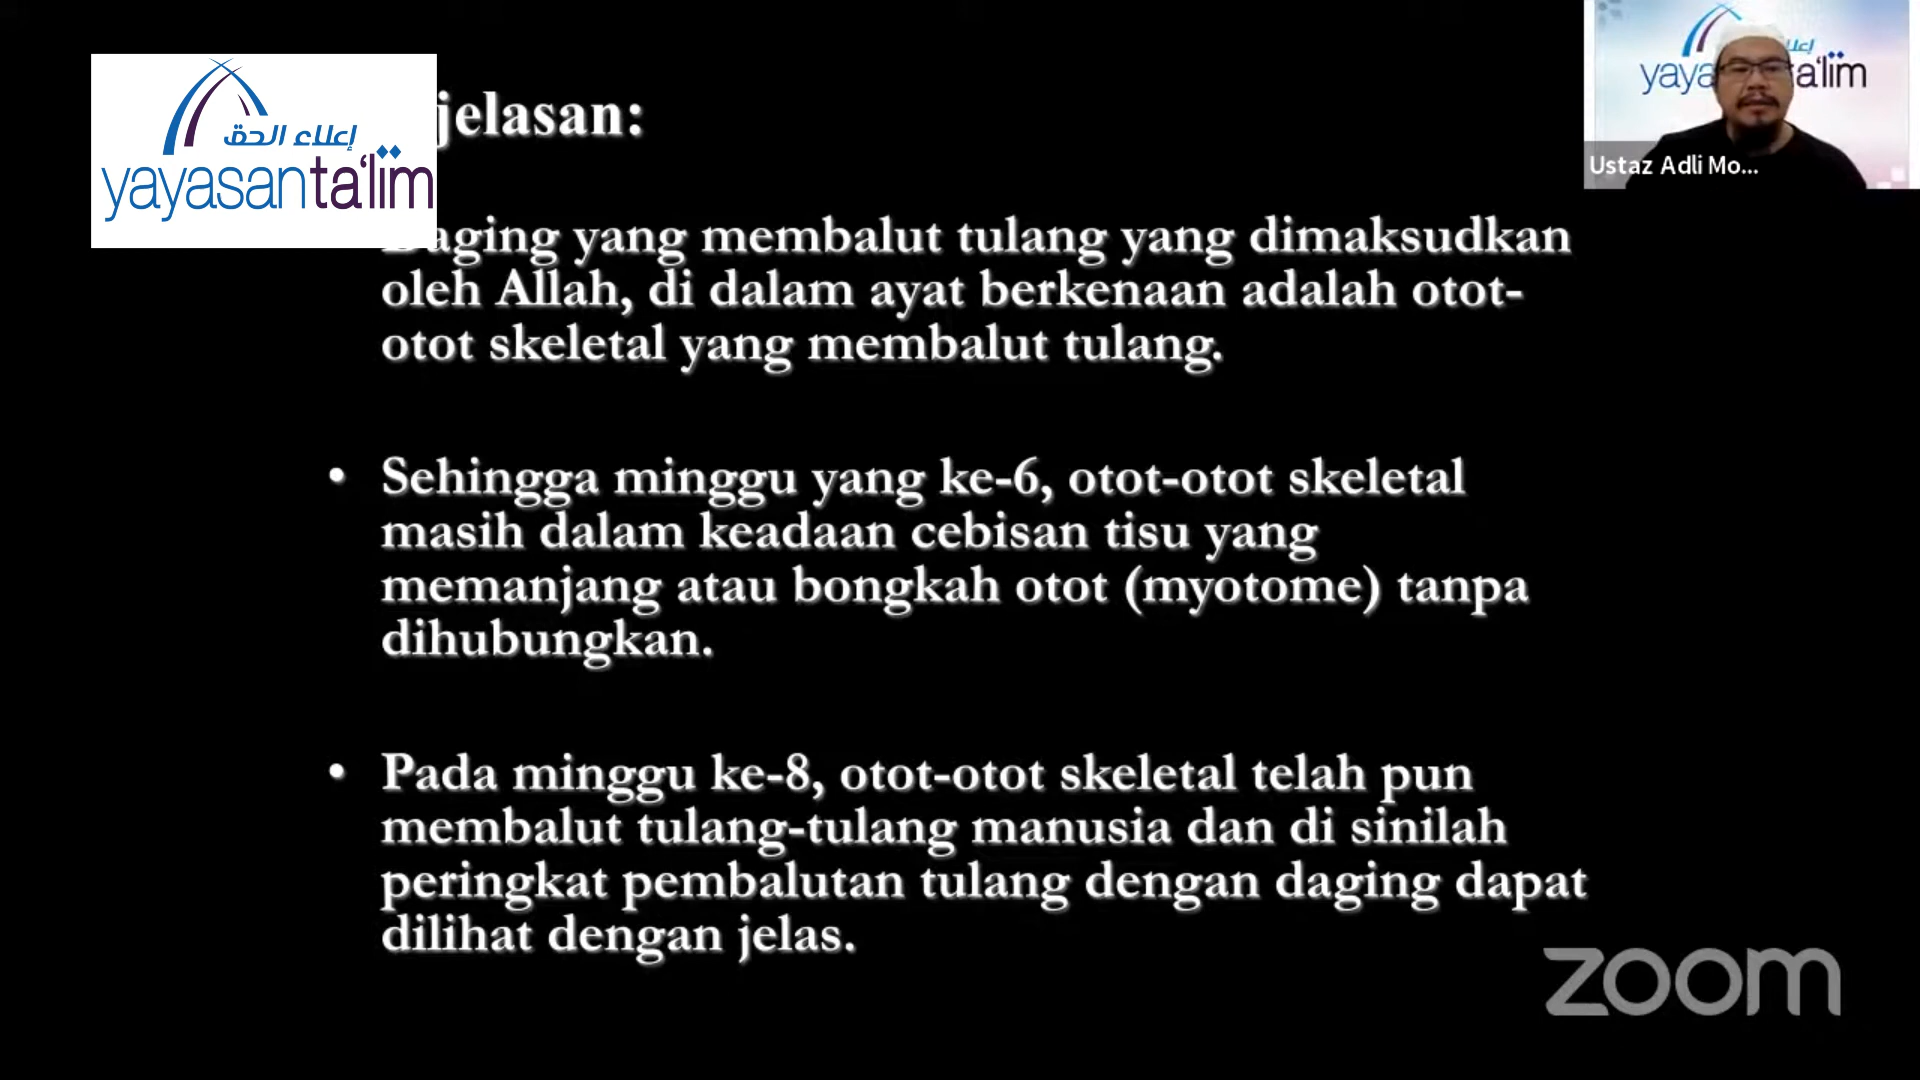 إعلاء الحق
yayasanta'lim
jelasan:
Daging yang membalut tulang yang dimaksudkan
oleh Allah, di dalam ayat berkenaan adalah otot-
otot skeletal yang membalut tulang.
• Sehingga minggu yang ke-6, otot-otot skeletal
masih dalam keadaan cebisan tisu yang
memanjang atau bongkah otot (myotome) tanpa
dihubungkan.
• Pada minggu ke-8, otot-otot skeletal telah pun
membalut tulang-tulang manusia dan di sinilah
peringkat pembalutan tulang dengan daging dapat
dilihat dengan jelas.
Ustaz Adli Mo...
zoom